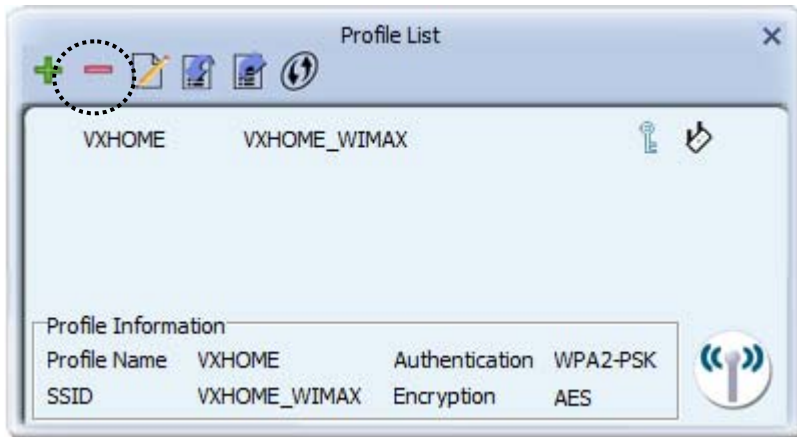 Profile List
VXHOME VXHOME_WIMAX
Profile Information
Profile Name VXHOME Authentication WPA2-PSK
SSID VXHOME_WIMAX Encryption AES